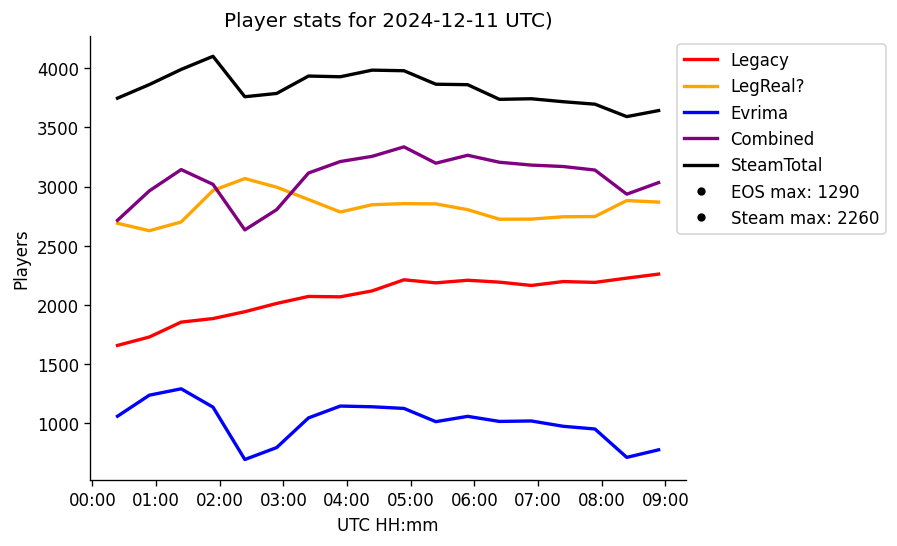 Player stats for 2024-12-11 UTC)
Players
4000
3500
3000
2500
2000
1500
1000
00:00 01:00 02:00 03:00 04:00 05:00 06:00 07:00 08:00 09:00
UTC HH:mm
Legacy
LegReal?
Evrima
Combined
SteamTotal
EOS max: 1290
Steam max: 2260